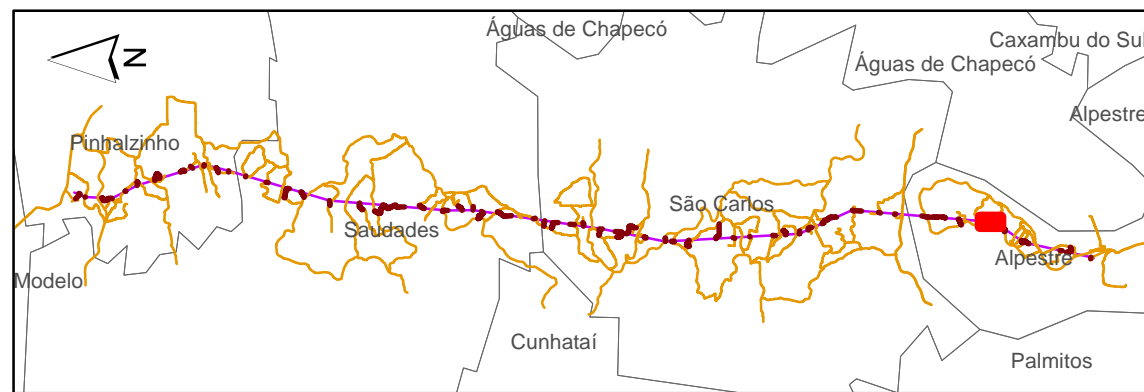 Águas de Chapecó
Caxambu do Sul
Águas de Chapecó
N
Alpestre
Pinhalzinho
São Carlos
Saudades
Alpestre
Modelo
Cunhataí
Palmitos